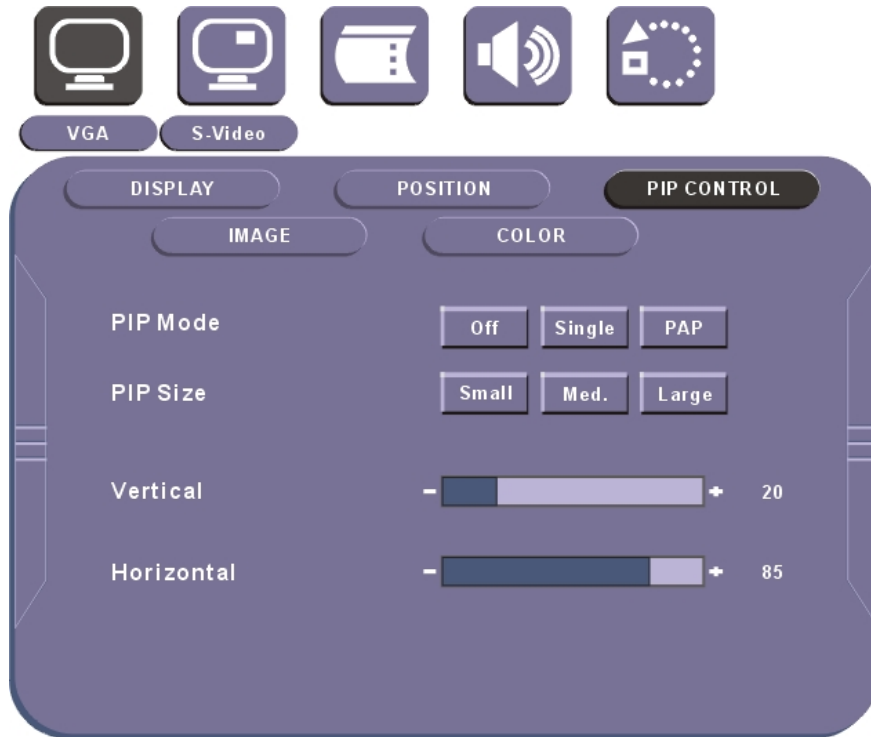 VGA S-Video
DISPLAY POSITION PIP CONTROL
IMAGE COLOR
PIP Mode Off Single PAP
PIP Size Small Med. Large
Vertical - + 20
Horizontal - + 85